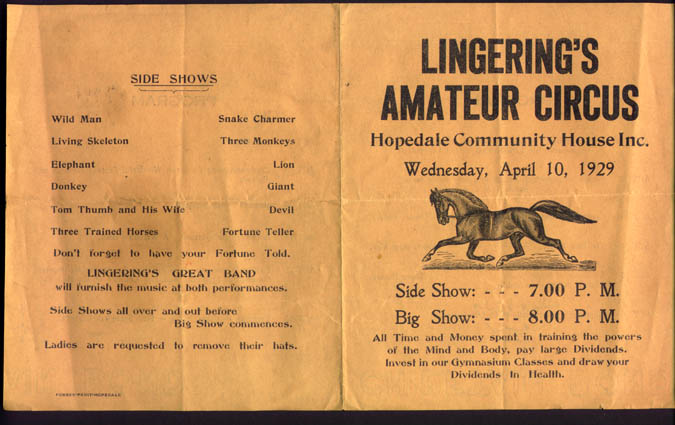 SIDE SHOWS
Wild Man Snake Charmer
Living Skeleton Three Monkeys
Elephant Lion
Donkey Giant
Tom Thumb and His Wife Devil
Three Trained Horses Fortune Teller
Don't forget to have your Fortune Told.
LINGERING'S GREAT BAND
will furnish the music at both performances.
Side Shows all over and out before
Big Show commences.
Ladies are requested to remove their hats.
LINGERING'S
AMATEUR CIRCUS
Hopedale Community House Inc.
Wednesday, April 10, 1929
Side Show: - - - 7.00 P. M.
Big Show: - - - 8.00 P. M.
All Time and Money spent in training the powers
of the Mind and Body, pay large Dividends.
Invest in our Gymnasium Classes and draw your
Dividends In Health.